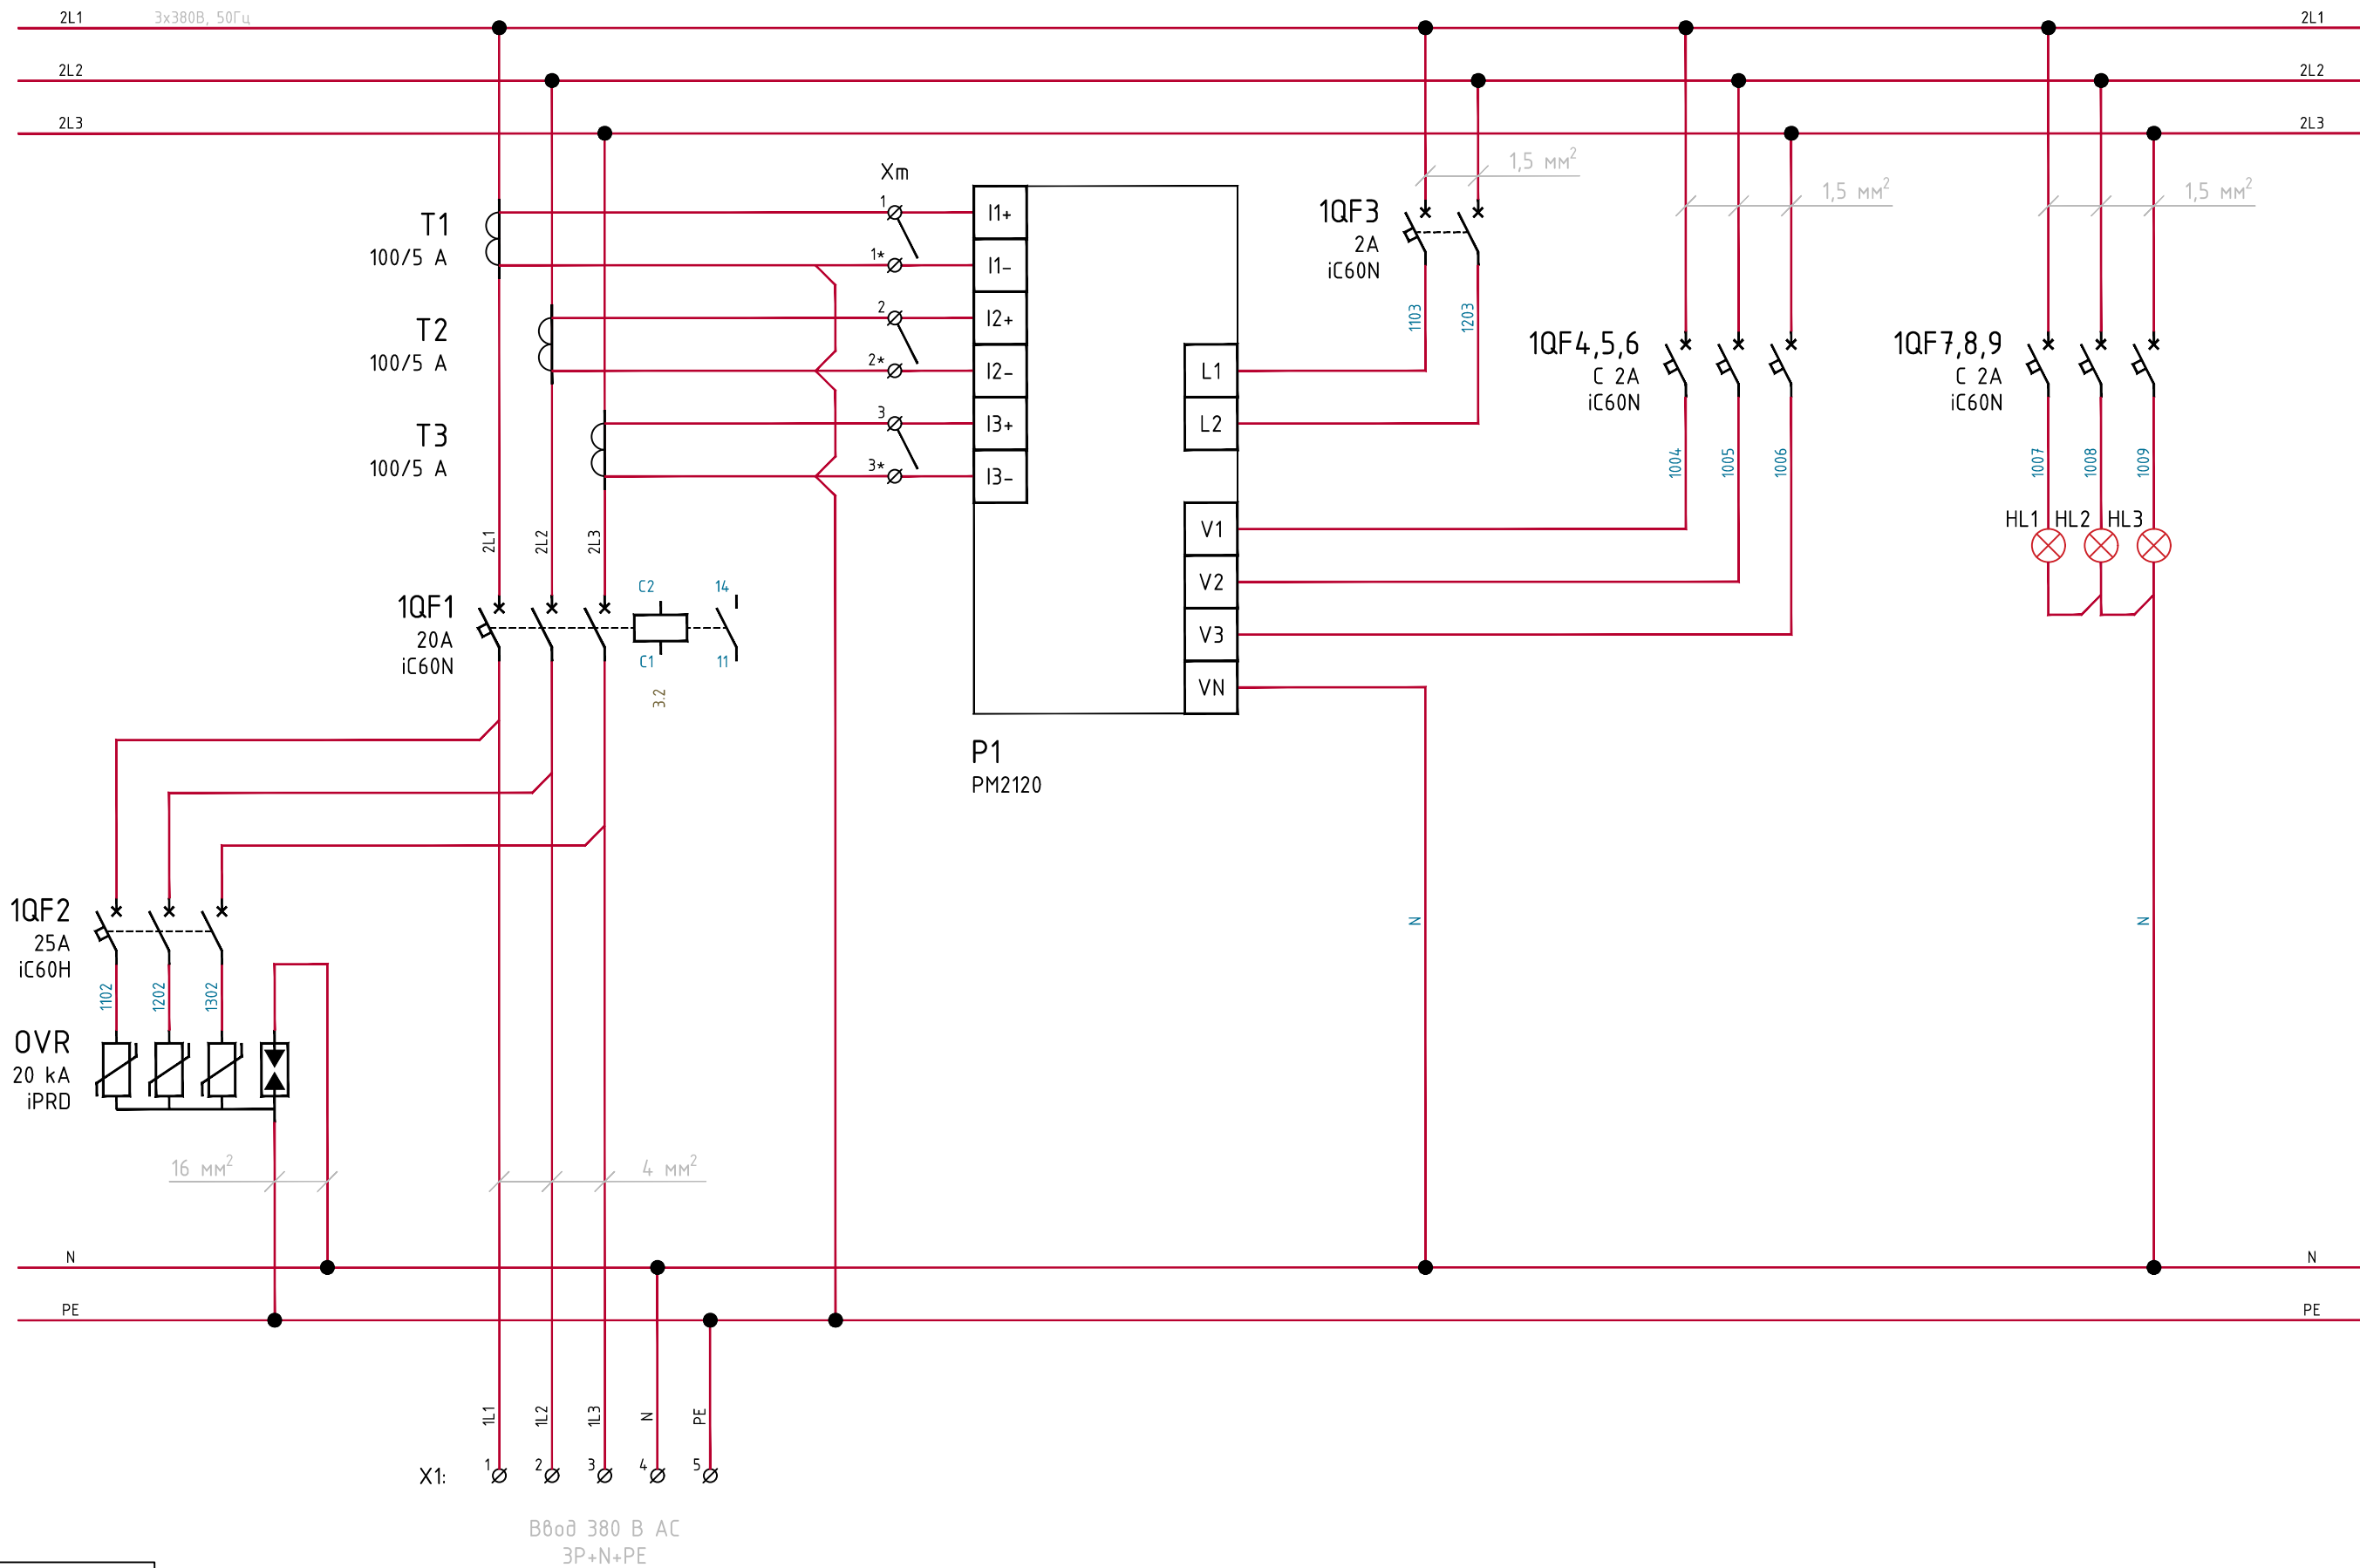 2L1 3x380В, 50Гц 2L1
2L2 2L2
2L3 2L3
Xm
T1
100/5 A
T2
100/5 A
T3
100/5 A
1
1*
2
2*
3
3*
I1+
I1-
I2+
I2-
I3+
I3-
L1
L2
V1
V2
V3
VN
P1
PM2120
1QF3
2A
iC60N
1,5 мм2
1103
1203
1QF4,5,6
C 2A
iC60N
1,5 мм2
1004
1005
1006
1QF7,8,9
C 2A
iC60N
1,5 мм2
1007
1008
1009
HL1 HL2 HL3
2L1
2L2
2L3
1QF1
20A
iC60N
C2
C1
14
11
3.2
1QF2
25A
iC60H
1102
1202
1302
OVR
20 kA
iPRD
16 мм2
4 мм2
N
N
N N
PE PE
1L1
1L2
1L3
N
PE
X1: 1 2 3 4 5
Ввод 380 В AC
3P+N+PE